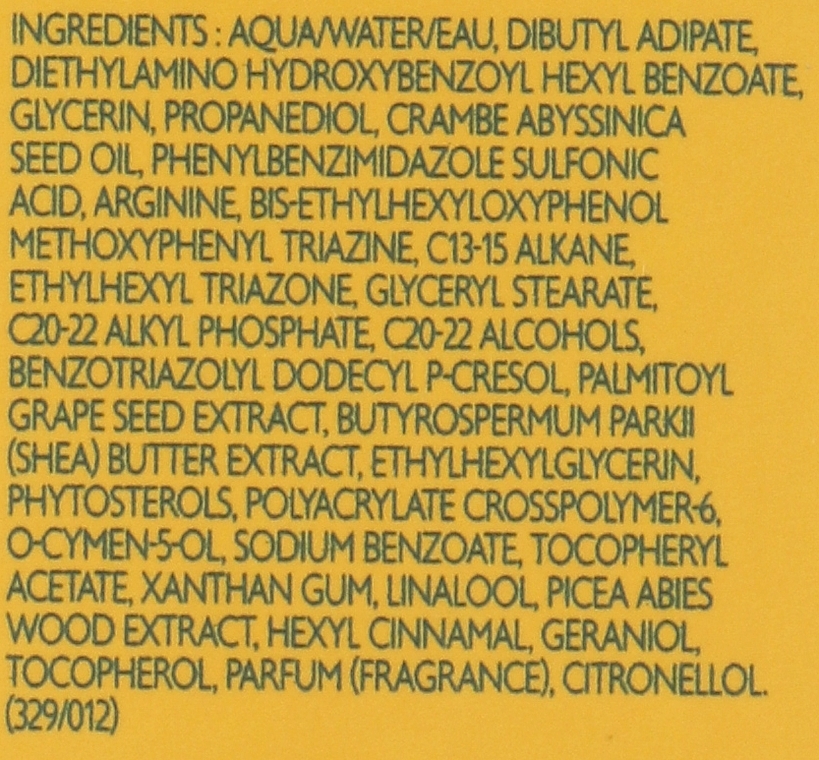 INGREDIENTS : AQUA/WATER/EAU, DIBUTYL ADIPATE,
DIETHYLAMINO HYDROXYBENZOYL HEXYL BENZOATE,
GLYCERIN, PROPANEDIOL, CRAMBE ABYSSINICA
SEED OIL, PHENYLBENZIMIDAZOLE SULFONIC
ACID, ARGININE, BIS-ETHYLHEXYLOXYPHENOL
METHOXYPHENYL TRIAZINE, C13-15 ALKANE,
ETHYLHEXYL TRIAZONE, GLYCERYL STEARATE,
C20-22 ALKYL PHOSPHATE, C20-22 ALCOHOLS,
BENZOTRIAZOLYL DODECYL P-CRESOL, PALMITOYL
GRAPE SEED EXTRACT, BUTYROSPERMUM PARKII
(SHEA) BUTTER EXTRACT, ETHYLHEXYLGLYCERIN,
PHYTOSTEROLS, POLYACRYLATE CROSSPOLYMER-6,
O-CYMEN-5-OL, SODIUM BENZOATE, TOCOPHERYL
ACETATE, XANTHAN GUM, LINALOOL, PICEA ABIES
WOOD EXTRACT, HEXYL CINNAMAL, GERANIOL,
TOCOPHEROL, PARFUM (FRAGRANCE), CITRONELLOL.
(329/012)